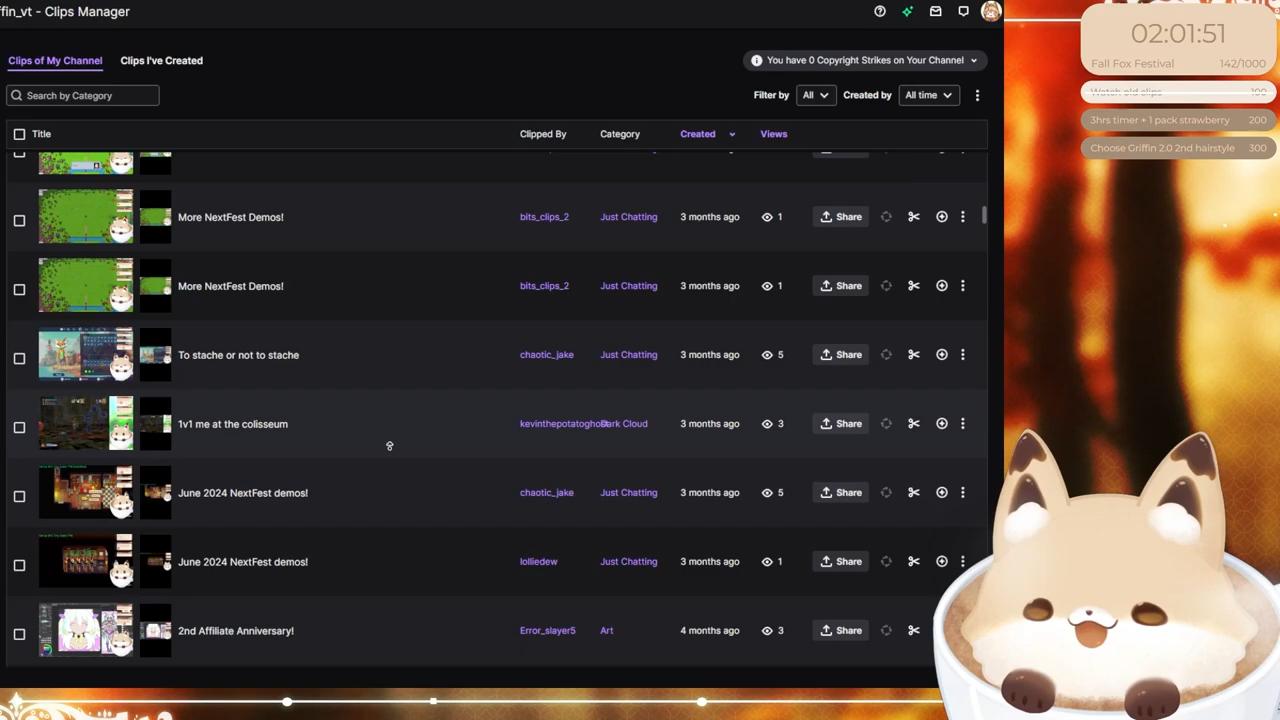 ffin_vt - Clips Manager
Clips of My Channel
Clips I've Created
You have 0 Copyright Strikes on Your Channel
Search by Category
Filter by
All
Created by
All time
Title
Clipped By
Category
Created
Views
More NextFest Demos!
bits_clips_2
Just Chatting
3 months ago
1
Share
More NextFest Demos!
bits_clips_2
Just Chatting
3 months ago
1
Share
To stache or not to stache
chaotic_jake
Just Chatting
3 months ago
5
Share
1v1 me at the colisseum
kevinthepotatogho
Dark Cloud
3 months ago
3
Share
June 2024 NextFest demos!
chaotic_jake
Just Chatting
3 months ago
5
Share
June 2024 NextFest demos!
lolliedew
Just Chatting
3 months ago
1
Share
2nd Affiliate Anniversary!
Error_slayer5
Art
4 months ago
3
Share
02:01:51
Fall Fox Festival
142/1000
Watch old clips
100
3hrs timer + 1 pack strawberry
200
Choose Griffin 2.0 2nd hairstyle
300